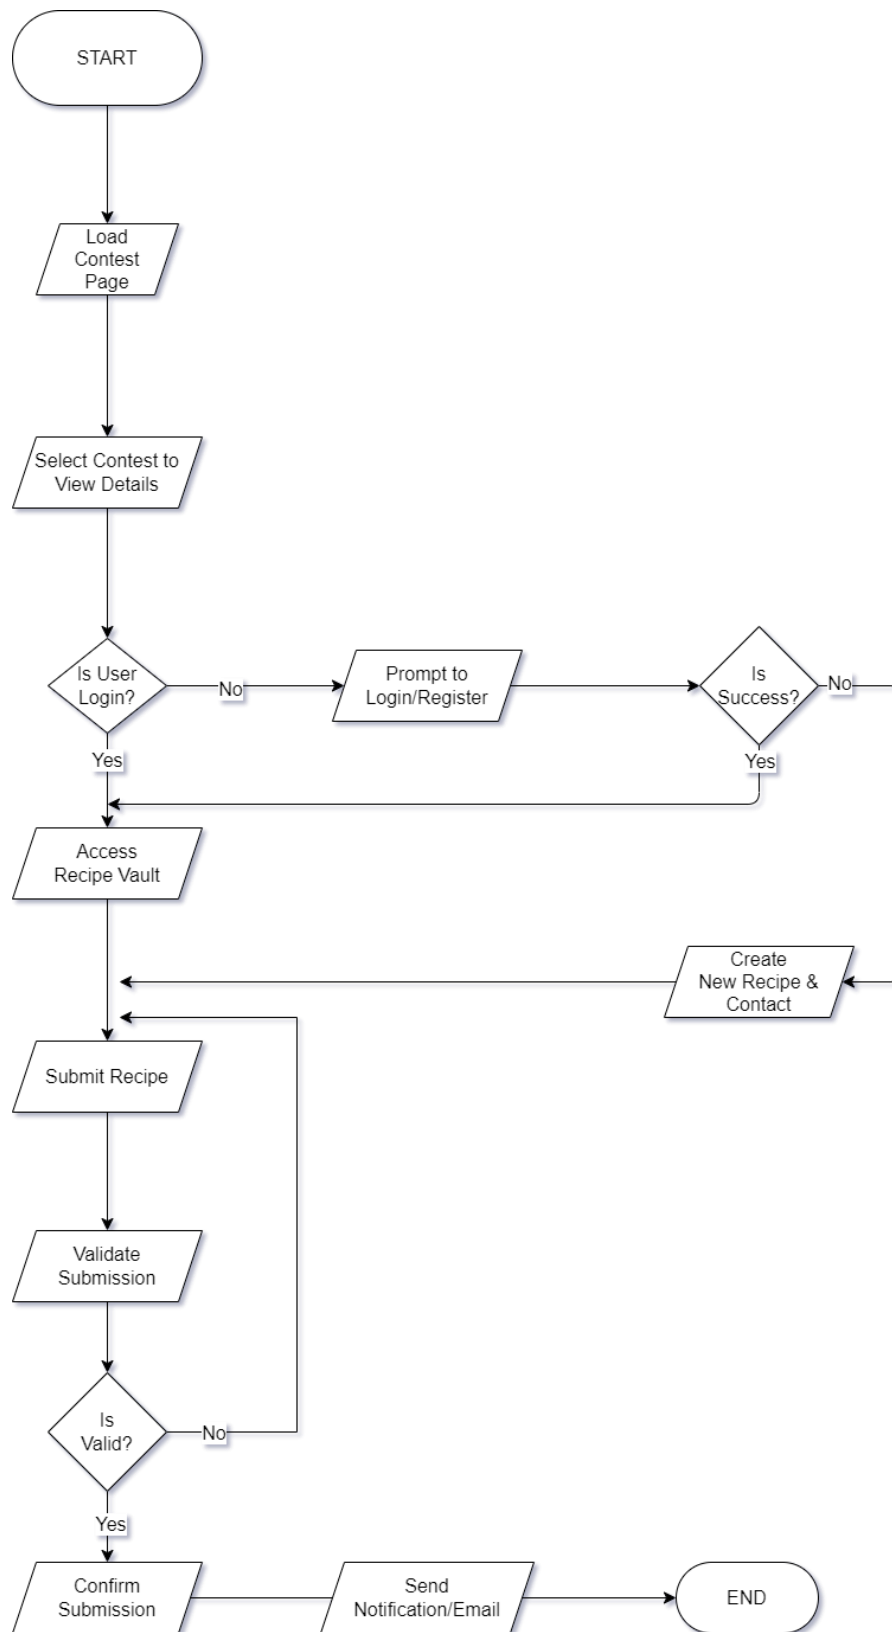 START
Load
Contest
Page
Select Contest to
View Details
Is User
Login?
No
Prompt to
Login/Register
Is
Success?
No
Yes
Yes
Access
Recipe Vault
Create
New Recipe &
Contact
Submit Recipe
Validate
Submission
Is
Valid?
No
Yes
Confirm
Submission
Send
Notification/Email
END